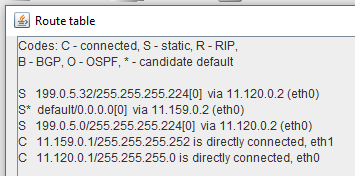 Route table
Codes: C - connected, S - static, R - RIP,
B - BGP, O - OSPF, * - candidate default
S 199.0.5.32/255.255.255.224[0] via 11.120.0.2 (eth0)
S* default/0.0.0.0[0] via 11.159.0.1 (eth0)
S 199.0.5.0/255.255.255.224[0] via 11.120.0.2 (eth0)
C 11.159.0.1/255.255.255.252 is directly connected, eth1
C 11.120.0.1/255.255.255.0 is directly connected, eth0